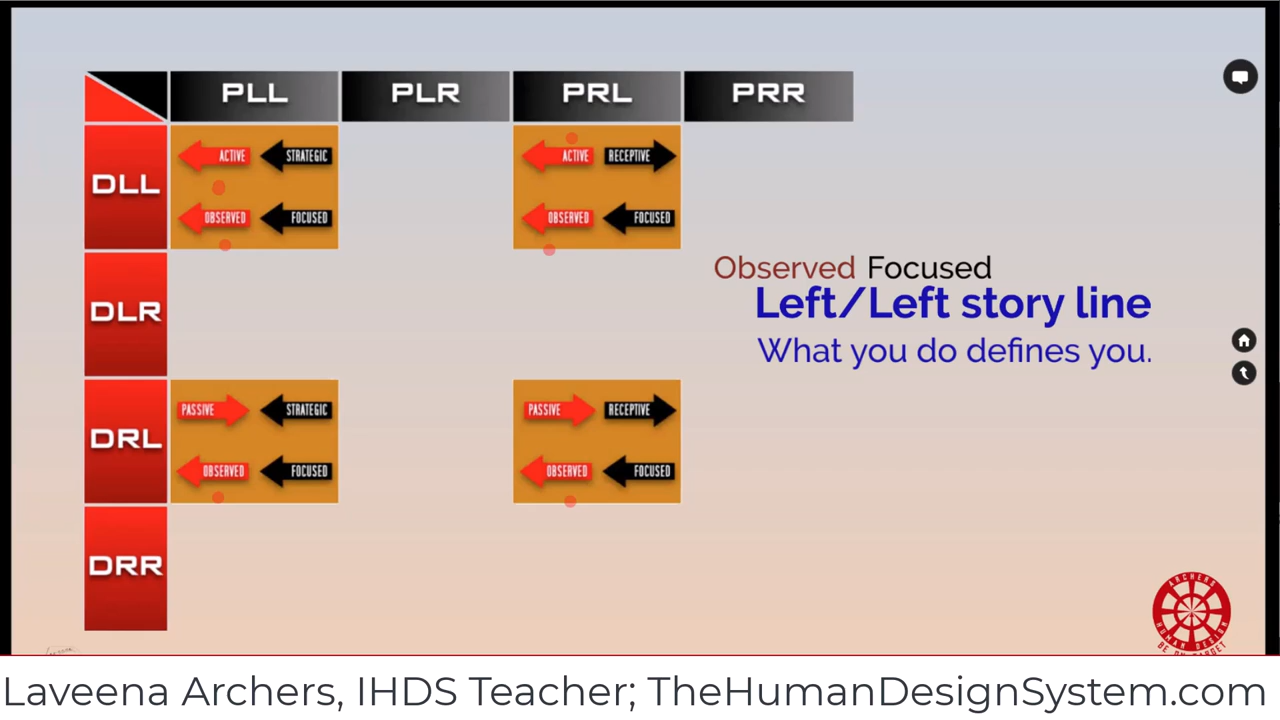 PLL PLR PRL PRR
DLL
ACTIVE STRATEGIC
OBSERVED FOCUSED
ACTIVE RECEPTIVE
OBSERVED FOCUSED
DLR
Observed Focused
Left/Left story line
What you do defines you.
DRL
PASSIVE STRATEGIC
OBSERVED FOCUSED
PASSIVE RECEPTIVE
OBSERVED FOCUSED
DRR
ARCHERS
HUMAN DESIGN
Laveena Archers, IHDS Teacher; TheHumanDesignSystem.com